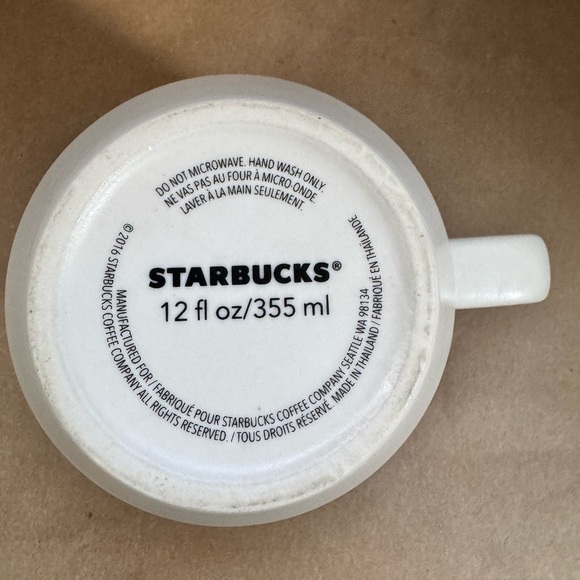 DO NOT MICROWAVE. HAND WASH ONLY.
NE VAS PAS AU FOUR À MICRO-ONDE.
LAVER À LA MAIN SEULEMENT.
STARBUCKS®
12 fl oz/355 ml
MANUFACTURED FOR / FABRIQUÉ POUR STARBUCKS COFFEE COMPANY SEATTLE WA 98134
© 2016 STARBUCKS COFFEE COMPANY ALL RIGHTS RESERVED. / TOUS DROITS RÉSERVÉ. MADE IN THAILAND / FABRIQUÉ EN THAÏLANDE